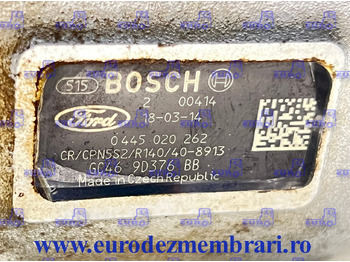 515 BOSCH
2 00414
Ford 18-03-14
0 445 020 262
CR/CPN5S2/R140/40-8913
GC46 9D376 BB
Made in Czech Republic
www.eurodezmembrari.ro